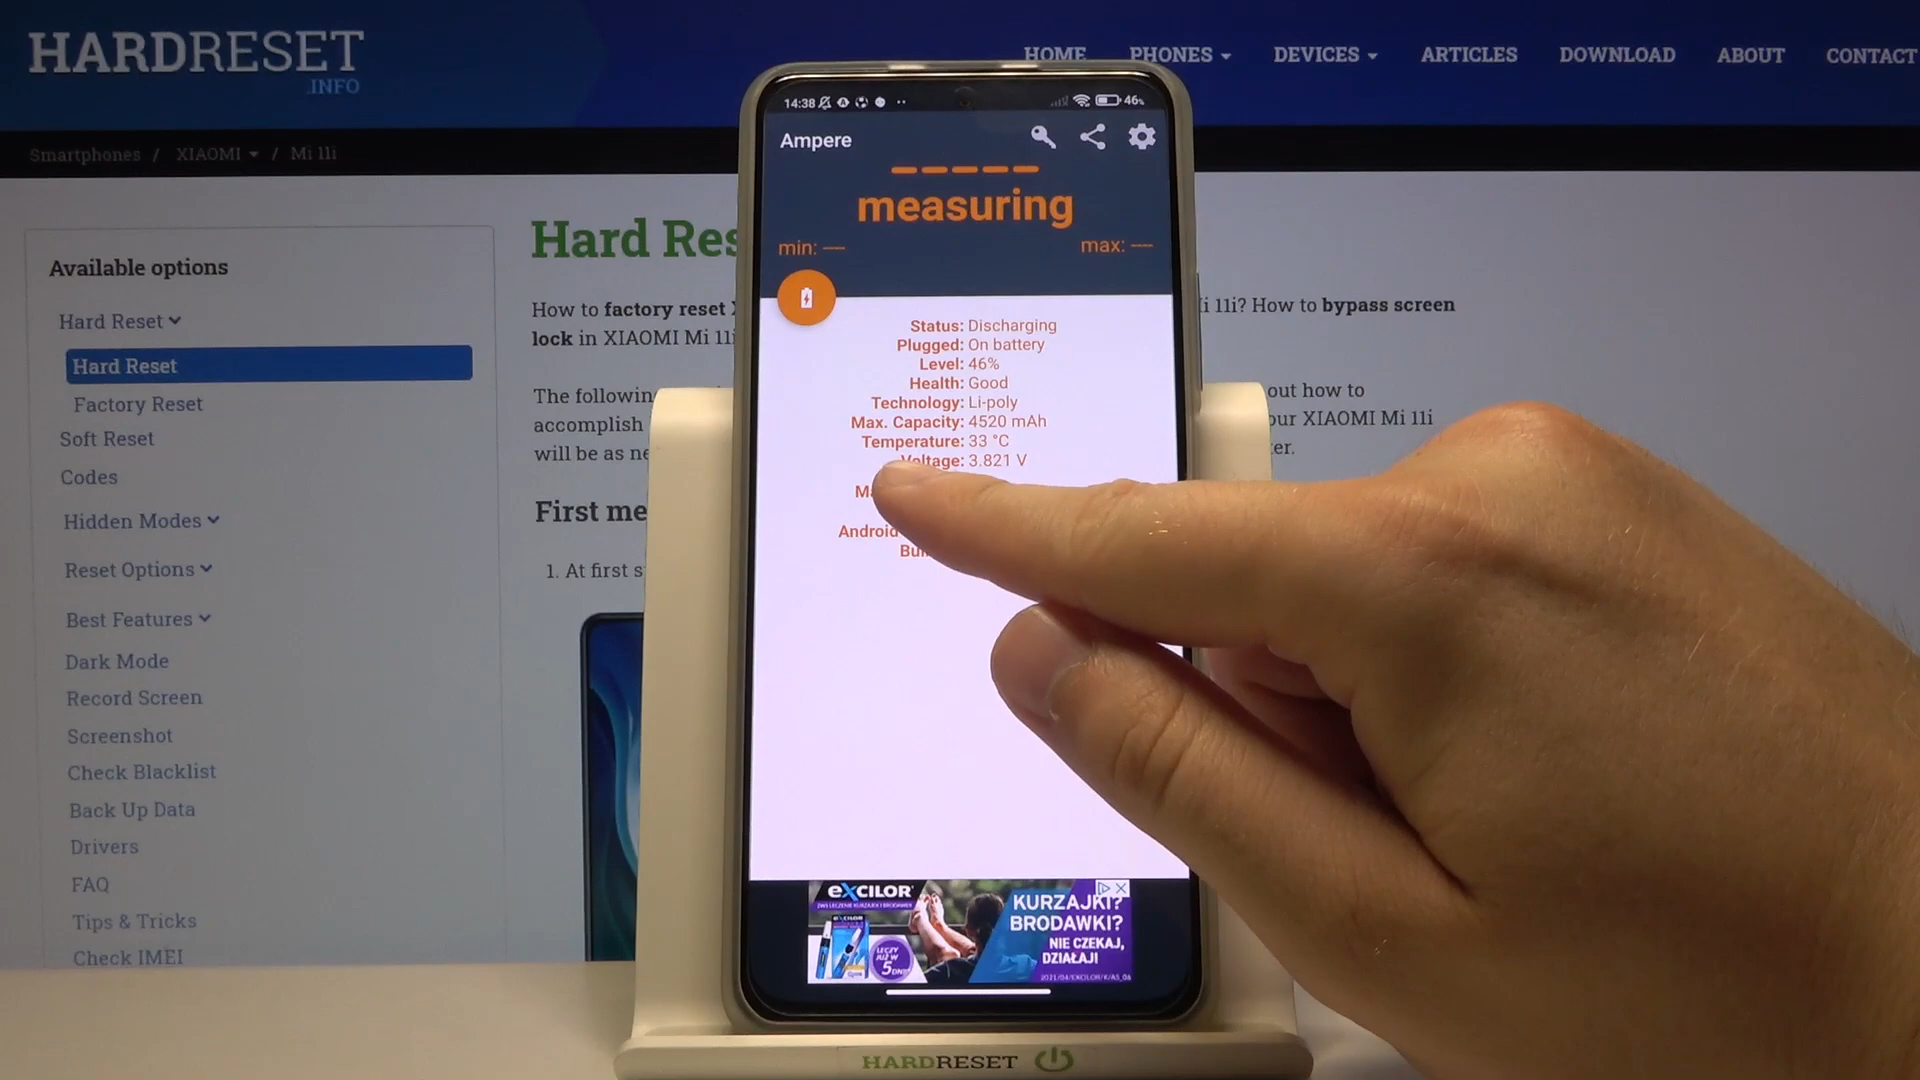 HARDRESET
.INFO
HOME PHONES DEVICES ARTICLES DOWNLOAD ABOUT CONTACT
Smartphones / XIAOMI / Mi 11i
Available options
Hard Reset
Hard Reset
Factory Reset
Soft Reset
Codes
Hidden Modes
Reset Options
Best Features
Dark Mode
Record Screen
Screenshot
Check Blacklist
Back Up Data
Drivers
FAQ
Tips & Tricks
Check IMEI
Hard Res
How to factory reset
11i? How to bypass screen
lock in XIAOMI Mi 11i
The following
out how to
accomplish
our XIAOMI Mi 11i
will be as ne
er.
First me
1. At first s
14:38 46%
Ampere
measuring
min: max:
Status: Discharging
Plugged: On battery
Level: 46%
Health: Good
Technology: Li-poly
Max. Capacity: 4520 mAh
Temperature: 33 °C
Voltage: 3.821 V
Android
EXCILOR
KURZAJKI?
BRODAWKI?
NIE CZEKAJ,
DZIAŁAJ!
LECZY
JUŻ W
5 DNI!
HARDRESET